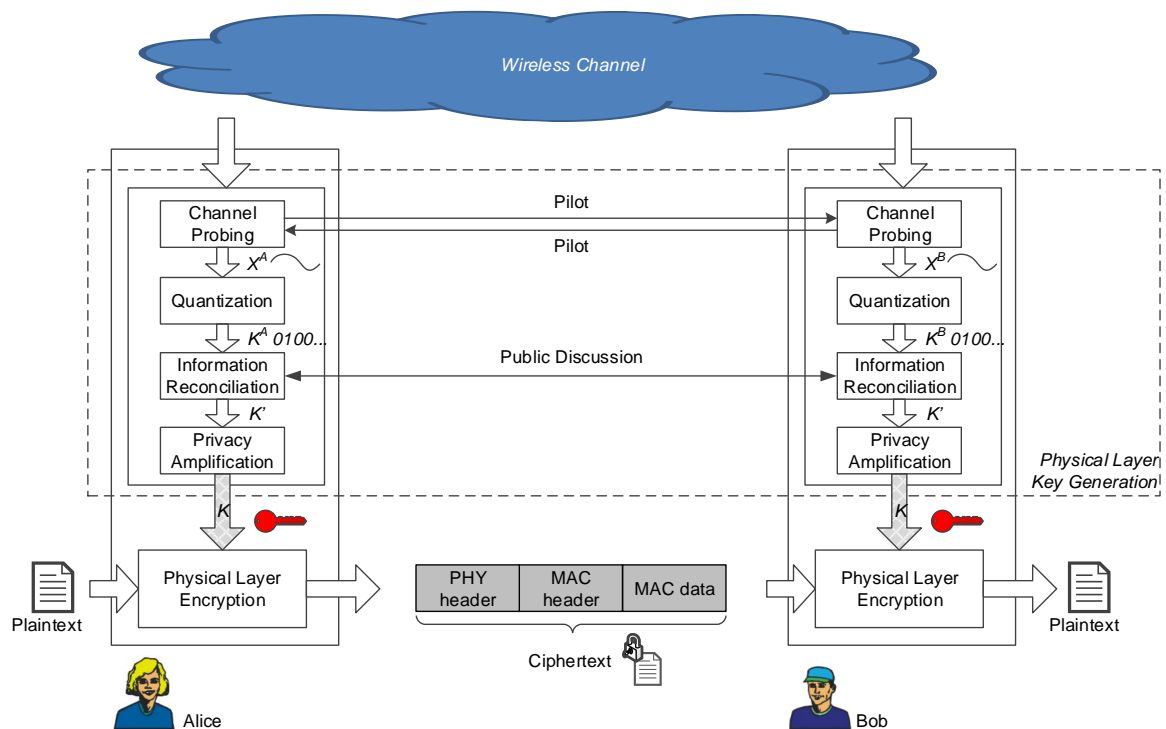 Wireless Channel
Pilot
Pilot
Channel
Probing
X^A
Quantization
K^A 0100...
Information
Reconciliation
K'
Privacy
Amplification
K
Channel
Probing
X^B
Quantization
K^B 0100...
Information
Reconciliation
K'
Privacy
Amplification
K
Public Discussion
Physical Layer
Key Generation
Plaintext
Physical Layer
Encryption
PHY
header
MAC
header
MAC data
Ciphertext
Physical Layer
Encryption
Plaintext
Alice
Bob